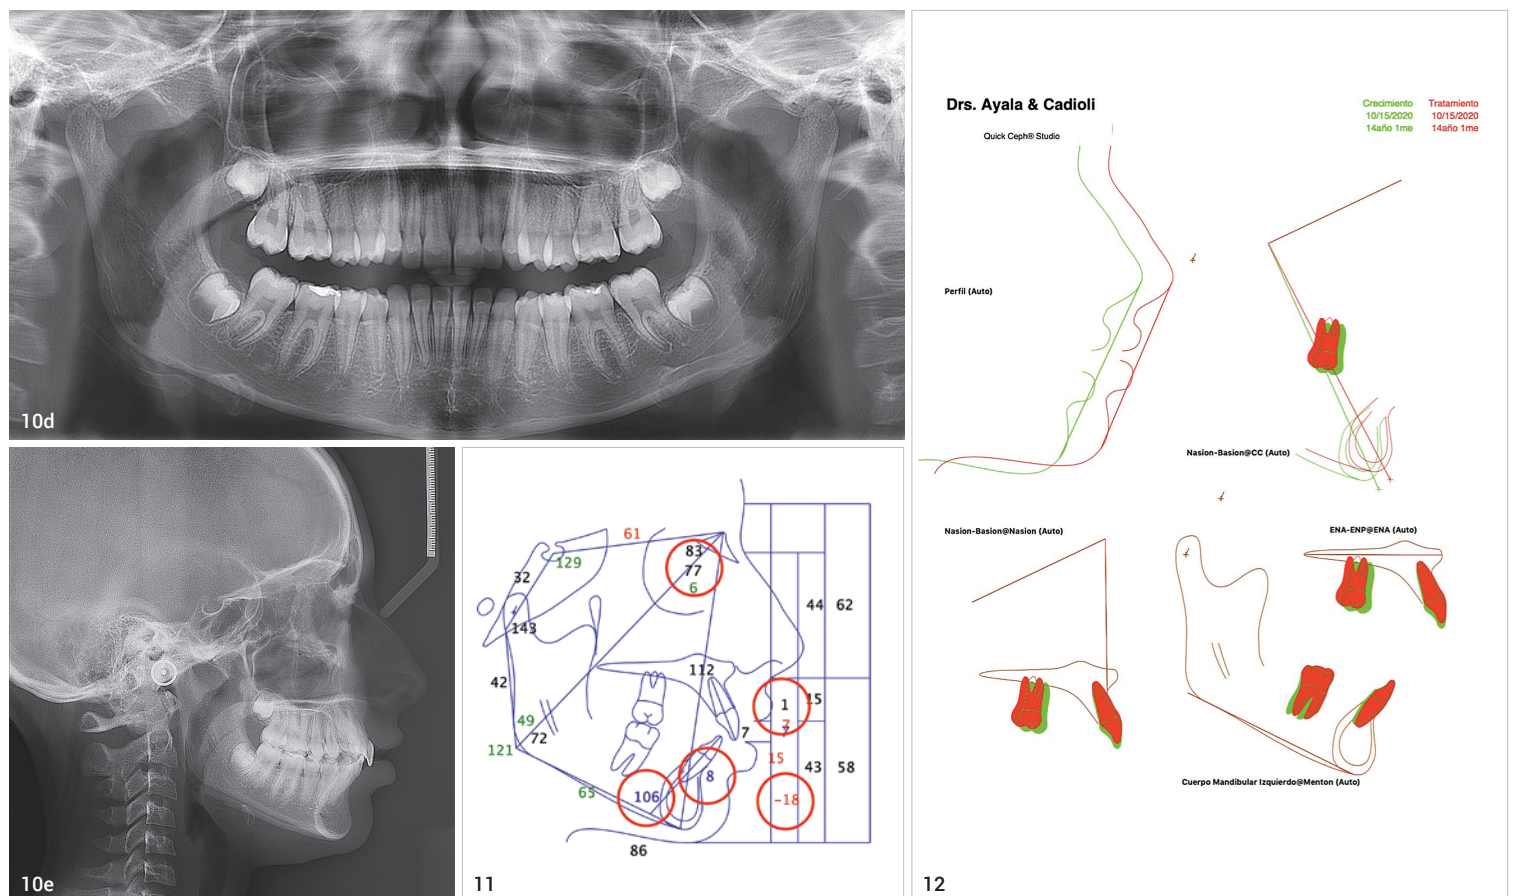 10d
10e
61
129
32
83
77
6
143
44 62
42
112
1
15
7
7
7
49
72
121
15
8
43 58
65
106
-18
86
11
Drs. Ayala & Cadioli
Quick Ceph® Studio
Crecimiento Tratamiento
10/15/2020 10/15/2020
14año 1me 14año 1me
Perfil (Auto)
Nasion-Basion@CC (Auto)
Nasion-Basion@Nasion (Auto)
ENA-ENP@ENA (Auto)
Cuerpo Mandibular Izquierdo@Menton (Auto)
12